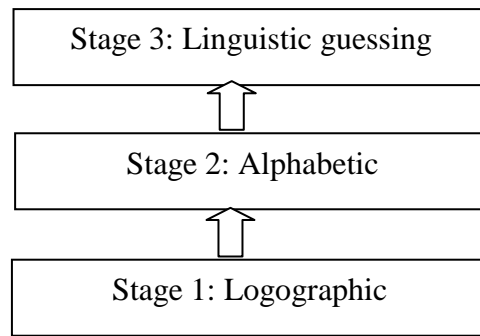 Stage 3: Linguistic guessing
Stage 2: Alphabetic
Stage 1: Logographic